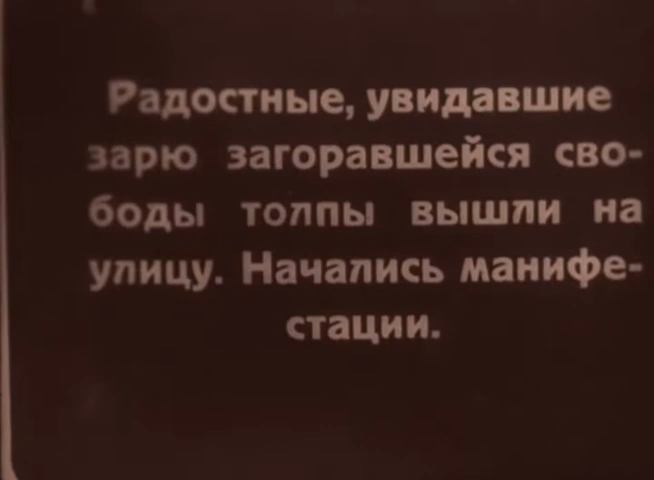 Радостные, увидавшие
зарю загоравшейся сво-
боды толпы вышли на
улицу. Начались манифе-
стации.